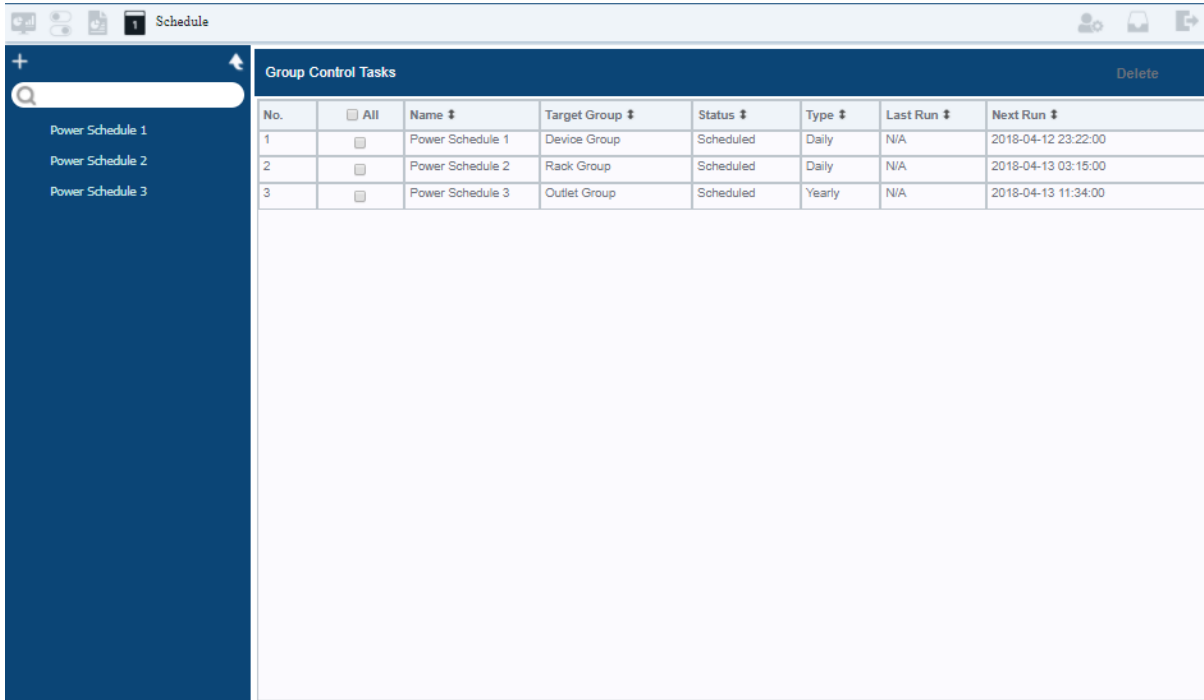 1 Schedule
Power Schedule 1
Power Schedule 2
Power Schedule 3
Group Control Tasks Delete
No. All Name Target Group Status Type Last Run Next Run
1 Power Schedule 1 Device Group Scheduled Daily N/A 2018-04-12 23:22:00
2 Power Schedule 2 Rack Group Scheduled Daily N/A 2018-04-13 03:15:00
3 Power Schedule 3 Outlet Group Scheduled Yearly N/A 2018-04-13 11:34:00